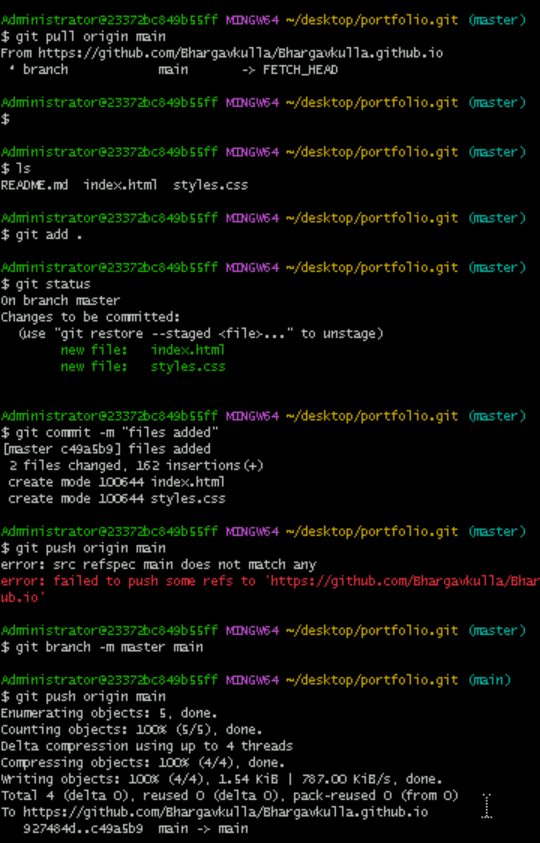 Administrator@23372bc849b55ff MINGW64 ~/desktop/portfolio.git (master)
$ git pull origin main
From https://github.com/Bhargavkulla/Bhargavkulla.github.io
 * branch            main       -> FETCH_HEAD
Administrator@23372bc849b55ff MINGW64 ~/desktop/portfolio.git (master)
$
Administrator@23372bc849b55ff MINGW64 ~/desktop/portfolio.git (master)
$ ls
README.md  index.html  styles.css
Administrator@23372bc849b55ff MINGW64 ~/desktop/portfolio.git (master)
$ git add .
Administrator@23372bc849b55ff MINGW64 ~/desktop/portfolio.git (master)
$ git status
On branch master
Changes to be committed:
  (use "git restore --staged <file>..." to unstage)
        new file:   index.html
        new file:   styles.css
Administrator@23372bc849b55ff MINGW64 ~/desktop/portfolio.git (master)
$ git commit -m "files added"
[master c49a5b9] files added
 2 files changed, 162 insertions(+)
 create mode 100644 index.html
 create mode 100644 styles.css
Administrator@23372bc849b55ff MINGW64 ~/desktop/portfolio.git (master)
$ git push origin main
error: src refspec main does not match any
error: failed to push some refs to 'https://github.com/Bhargavkulla/Bhar
ub.io'
Administrator@23372bc849b55ff MINGW64 ~/desktop/portfolio.git (master)
$ git branch -m master main
Administrator@23372bc849b55ff MINGW64 ~/desktop/portfolio.git (main)
$ git push origin main
Enumerating objects: 5, done.
Counting objects: 100% (5/5), done.
Delta compression using up to 4 threads
Compressing objects: 100% (4/4), done.
Writing objects: 100% (4/4), 1.54 KiB | 787.00 KiB/s, done.
Total 4 (delta 0), reused 0 (delta 0), pack-reused 0 (from 0)
To https://github.com/Bhargavkulla/Bhargavkulla.github.io
   927484d..c49a5b9  main -> main